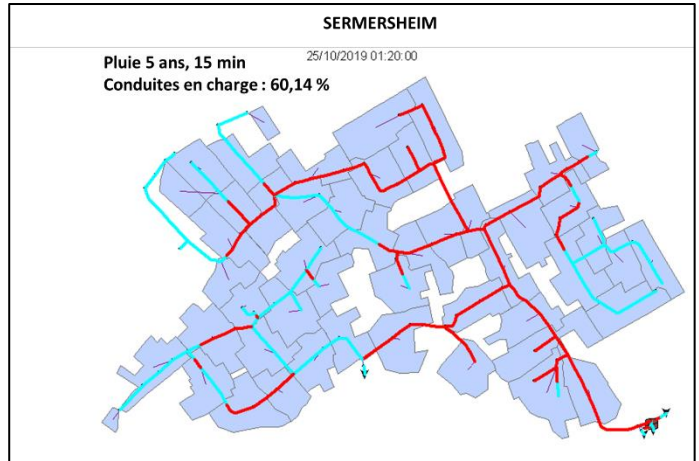 SERMERSHEIM
25/10/2019 01:20:00
Pluie 5 ans, 15 min
Conduites en charge : 60,14 %